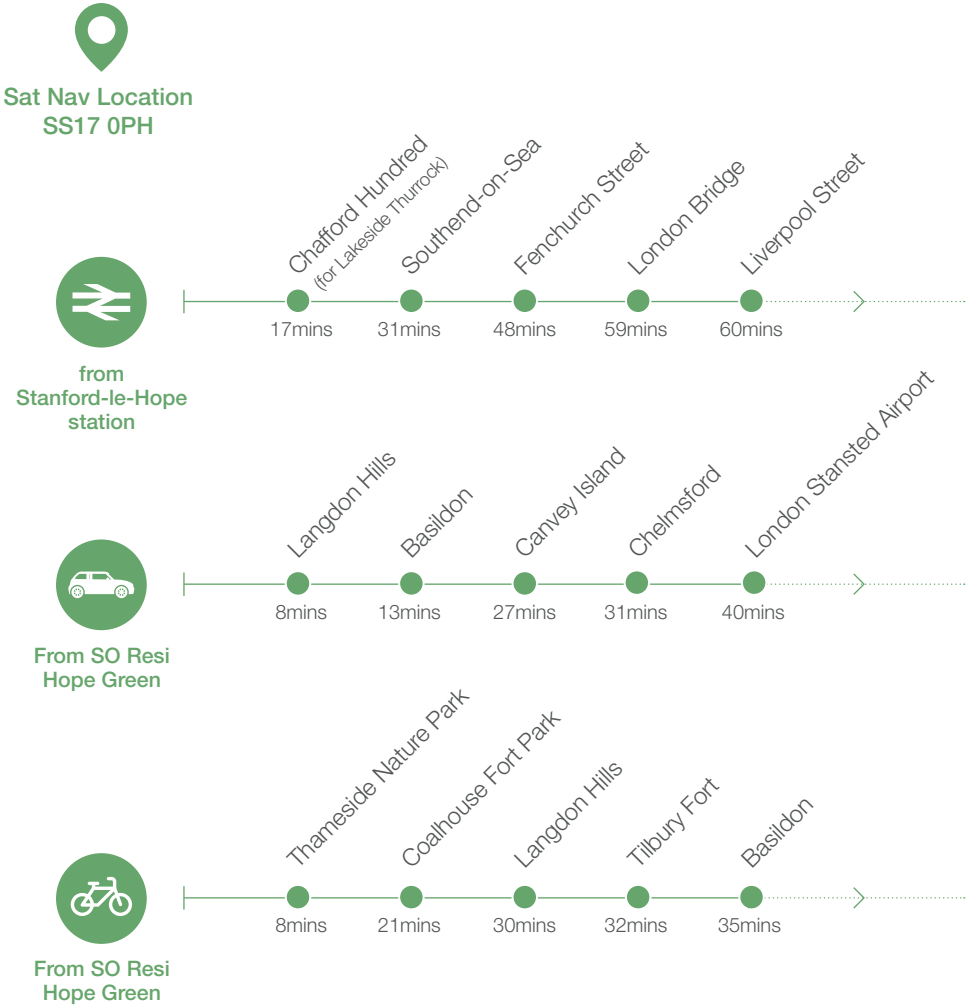 Sat Nav Location
SS17 0PH
Chafford Hundred
(for Lakeside Thurrock)
Southend-on-Sea
Fenchurch Street
London Bridge
Liverpool Street
17mins
31mins
48mins
59mins
60mins
from
Stanford-le-Hope
station
Langdon Hills
Basildon
Canvey Island
Chelmsford
London Stansted Airport
8mins
13mins
27mins
31mins
40mins
From SO Resi
Hope Green
Thameside Nature Park
Coalhouse Fort Park
Langdon Hills
Tilbury Fort
Basildon
8mins
21mins
30mins
32mins
35mins
From SO Resi
Hope Green